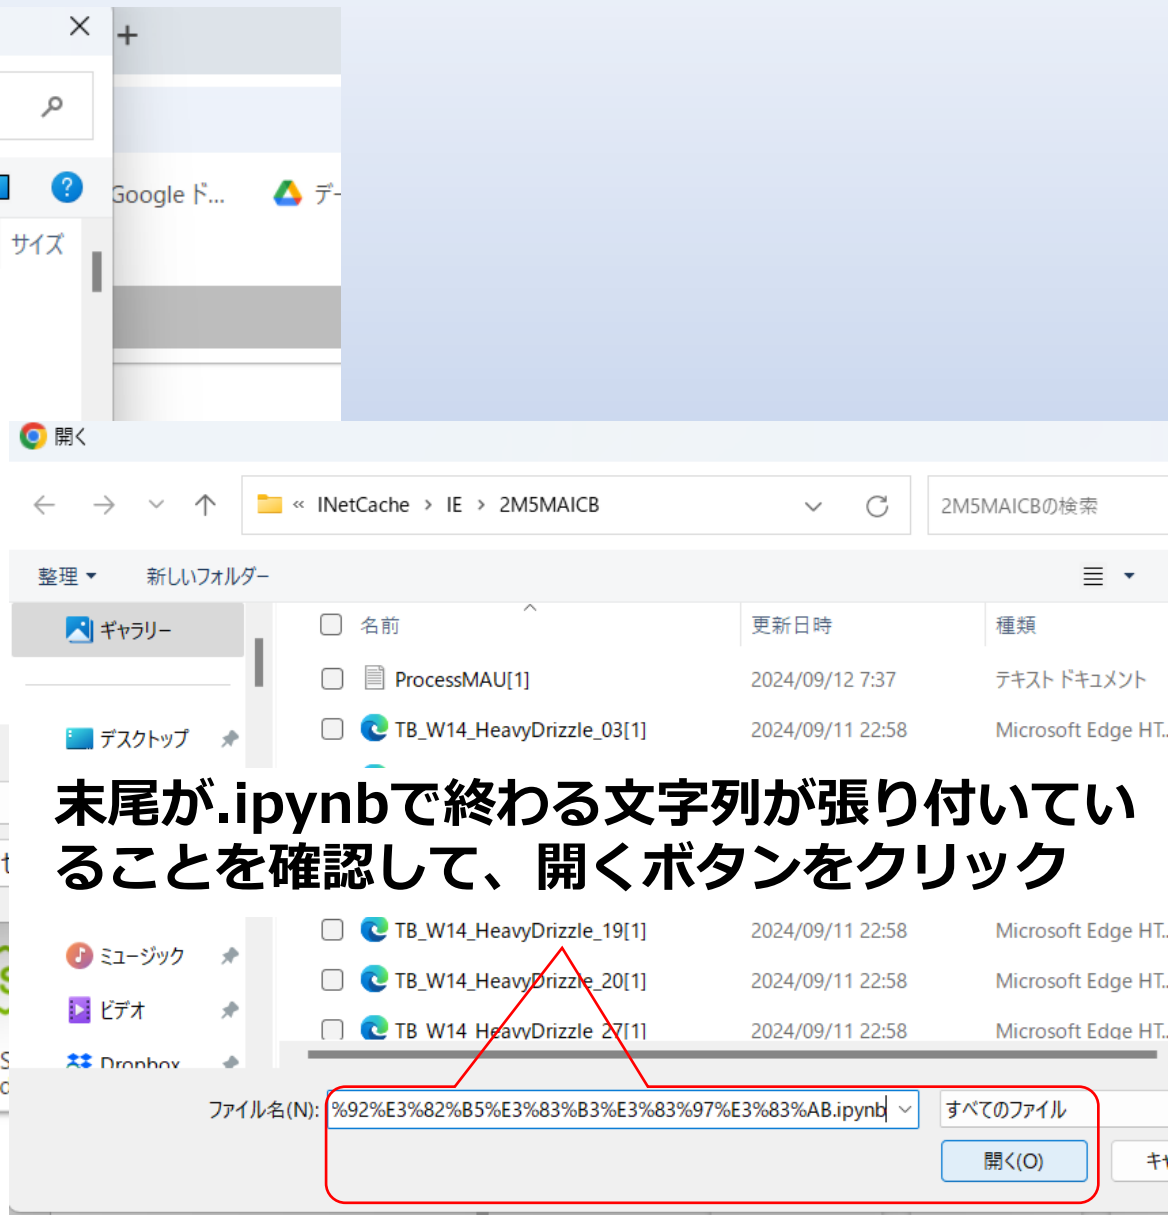 Google ド...
デー
サイズ
開く
« INetCache › IE › 2M5MAICB
2M5MAICBの検索
整理
新しいフォルダー
ギャラリー
名前
更新日時
種類
ProcessMAU[1]
2024/09/12 7:37
テキスト ドキュメント
デスクトップ
TB_W14_HeavyDrizzle_03[1]
2024/09/11 22:58
Microsoft Edge HT...
末尾が.ipynbで終わる文字列が張り付いてい
ることを確認して、開くボタンをクリック
TB_W14_HeavyDrizzle_19[1]
2024/09/11 22:58
Microsoft Edge HT...
ミュージック
TB_W14_HeavyDrizzle_20[1]
2024/09/11 22:58
Microsoft Edge HT...
ビデオ
TB_W14_HeavyDrizzle_27[1]
2024/09/11 22:58
Microsoft Edge HT...
Dropbox
ファイル名(N):
%92%E3%82%B5%E3%83%B3%E3%83%97%E3%83%AB.ipynb
すべてのファイル
開く(O)
キャ